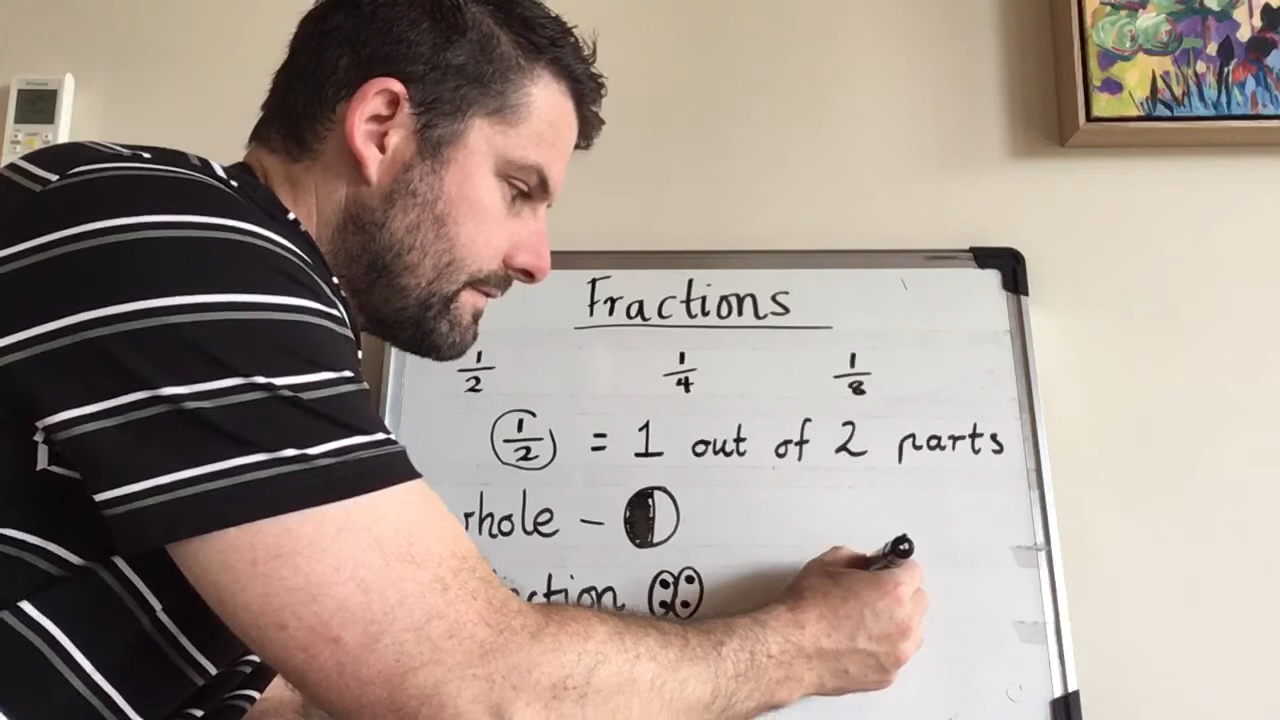 Fractions
1/2 1/4 1/8
1/2 = 1 out of 2 parts
hole –
ction